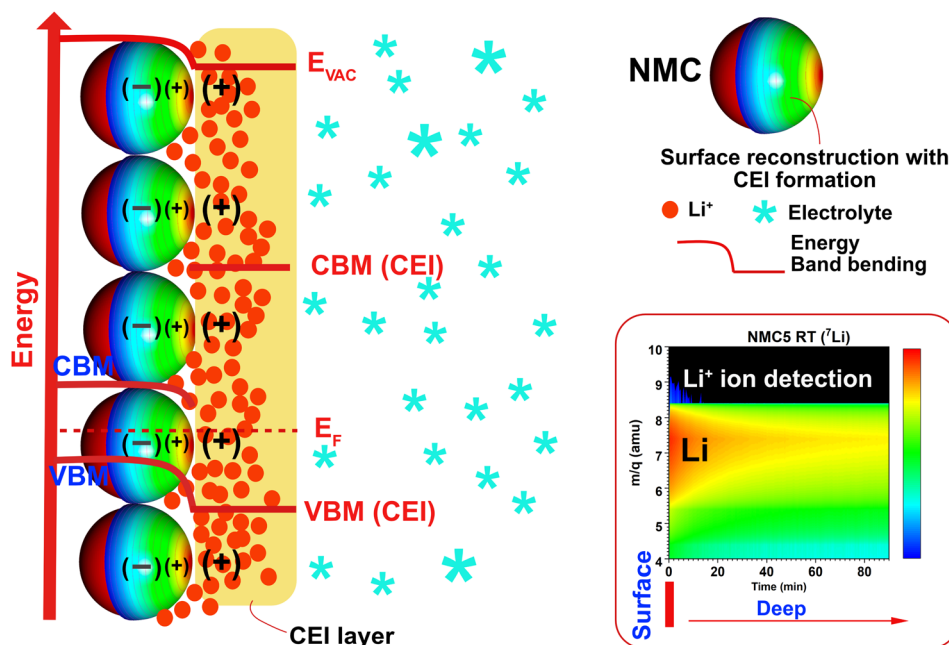 Energy
E_VAC
(−)(+)(+)
(−)(+)(+)
CBM (CEI)
(−)(+)(+)
CBM
E_F
(−)(+)(+)
VBM
VBM (CEI)
(−)(+)(+)
CEI layer
NMC
Surface reconstruction with
CEI formation
Li⁺
Electrolyte
Energy
Band bending
NMC5 RT (⁷Li)
Li⁺ ion detection
Li
m/q (amu)
10
9
8
7
6
5
4
0
20
40
60
80
Time (min)
Surface
Deep